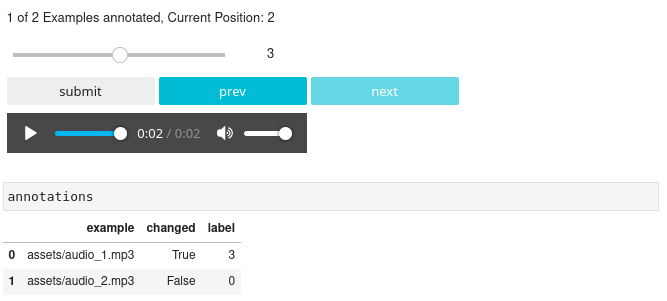 1 of 2 Examples annotated, Current Position: 2
3
submit prev next
0:02 / 0:02
annotations
example changed label
0 assets/audio_1.mp3 True 3
1 assets/audio_2.mp3 False 0